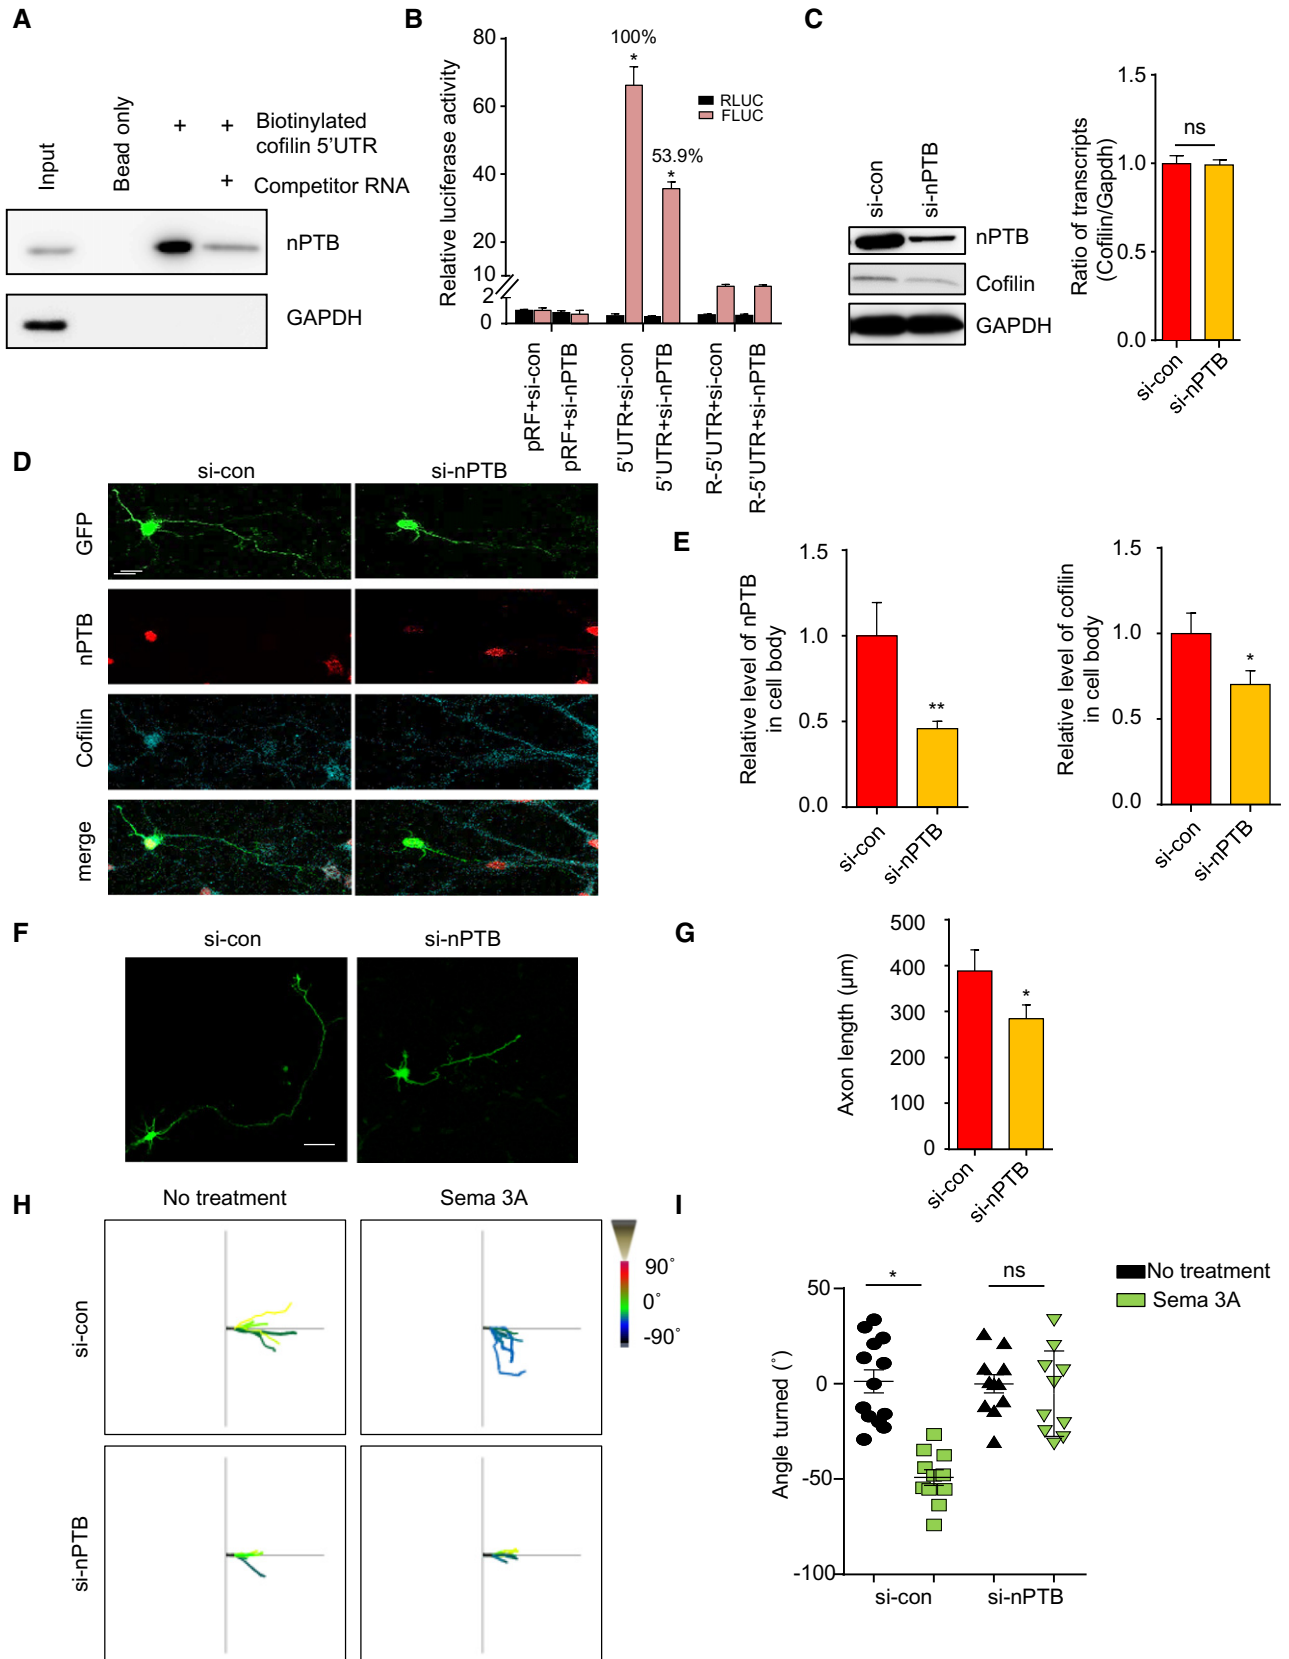 A
Input
Bead only
+ + Biotinylated
cofilin 5'UTR
+ Competitor RNA
nPTB
GAPDH
B
Relative luciferase activity
80
60
40
20
10
2
0
100%
*
53.9%
*
RLUC
FLUC
pRF+si-con
pRF+si-nPTB
5'UTR+si-con
5'UTR+si-nPTB
R-5'UTR+si-con
R-5'UTR+si-nPTB
C
si-con
si-nPTB
nPTB
Cofilin
GAPDH
Ratio of transcripts
(Cofilin/Gapdh)
1.5
1.0
0.5
0.0
ns
si-con
si-nPTB
D
si-con si-nPTB
GFP
nPTB
Cofilin
merge
E
Relative level of nPTB
in cell body
1.5
1.0
0.5
0.0
**
si-con
si-nPTB
Relative level of cofilin
in cell body
1.5
1.0
0.5
0.0
*
si-con
si-nPTB
F
si-con si-nPTB
G
Axon length (µm)
500
400
300
200
100
0
*
si-con
si-nPTB
H
No treatment Sema 3A
si-con
si-nPTB
90°
0°
-90°
I
Angle turned (°)
50
0
-50
-100
*
ns
No treatment
Sema 3A
si-con si-nPTB